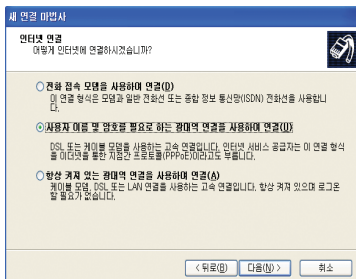 새 연결 마법사
인터넷 연결
어떻게 인터넷에 연결하시겠습니까?
전화 접속 모뎀을 사용하여 연결(D)
이 연결 형식은 모뎀과 일반 전화선 또는 종합 정보 통신망(ISDN) 전화선을 사용합니
다.
사용자 이름 및 암호를 필요로 하는 광대역 연결을 사용하여 연결(U)
DSL 또는 케이블 모뎀을 사용하는 고속 연결입니다. 인터넷 서비스 공급자는 이 연결 형식
을 이더넷을 통한 지점간 프로토콜(PPPoE)이라고도 부릅니다.
항상 켜져 있는 광대역 연결을 사용하여 연결(A)
케이블 모뎀, DSL 또는 LAN 연결을 사용하는 고속 연결입니다. 항상 켜져 있으며 로그온
할 필요가 없습니다.
< 뒤로(B) 다음(N) > 취소